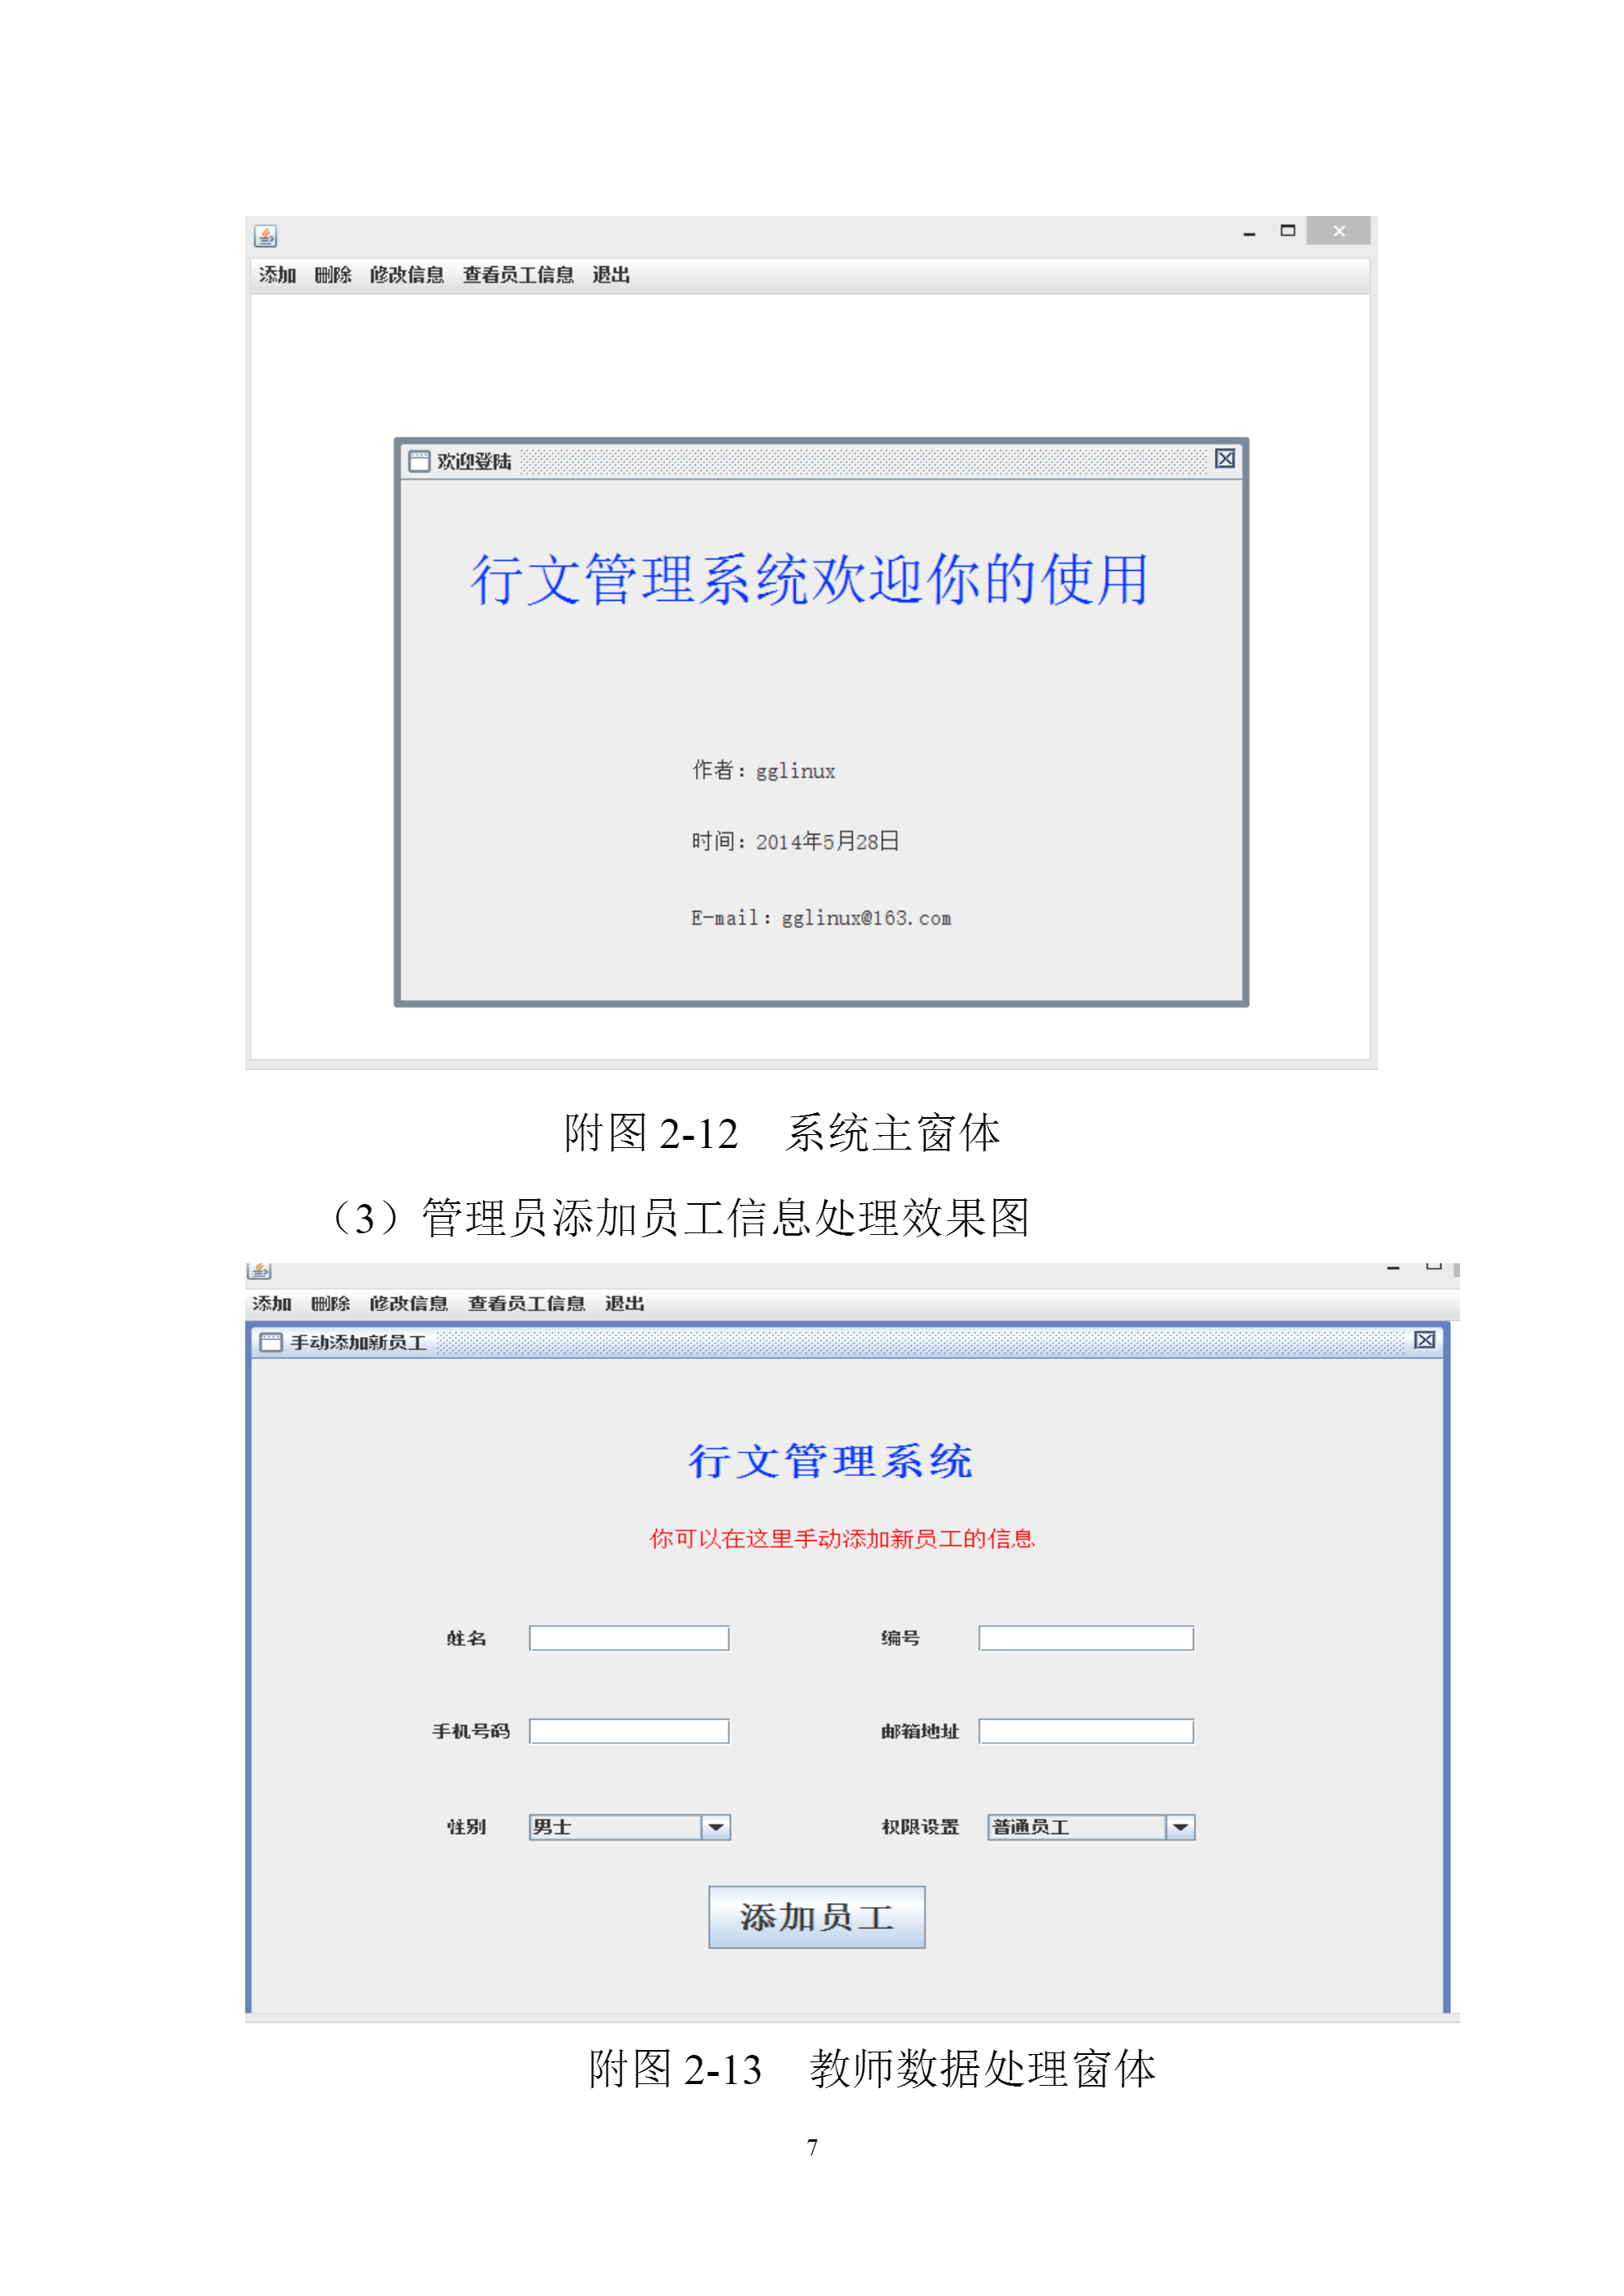 添加 删除 修改信息 查看员工信息 退出
欢迎登陆
行文管理系统欢迎你的使用
作者：gglinux
时间：2014年5月28日
E-mail：gglinux@163.com
附图 2-12 系统主窗体
（3）管理员添加员工信息处理效果图
添加 删除 修改信息 查看员工信息 退出
手动添加新员工
行文管理系统
你可以在这里手动添加新员工的信息
姓名 编号
手机号码 邮箱地址
性别 男士 权限设置 普通员工
添加员工
附图 2-13 教师数据处理窗体
7